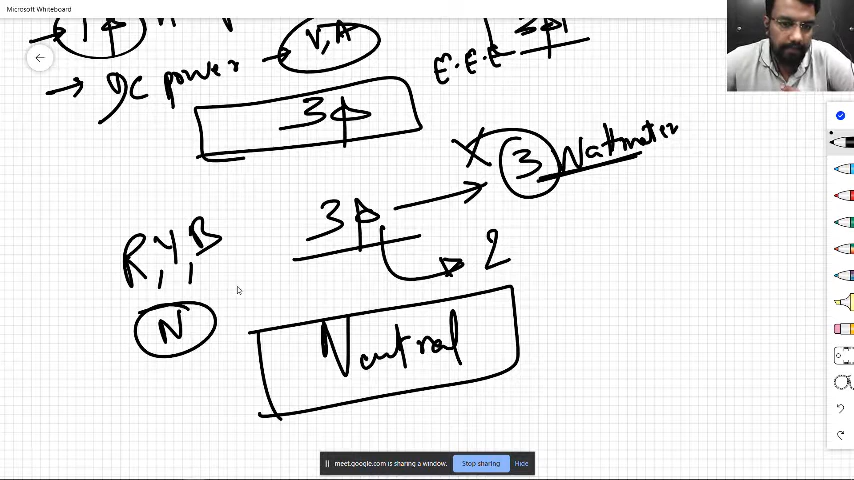 Microsoft Whiteboard
1φ
→ DC power → V, A
E.E.E 3φ
3φ
3 Wattmeter
3φ → 2
R, Y, B
N
Neutral
meet.google.com is sharing a window. Stop sharing Hide